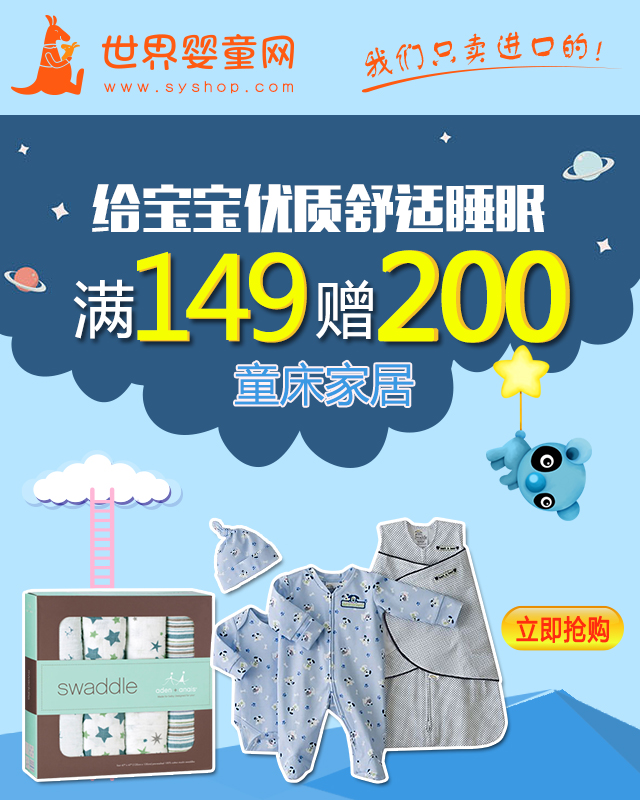 世界婴童网
www.syshop.com
我们只卖进口的!
给宝宝优质舒适睡眠
满149赠200
童床家居
立即抢购
swaddle
aden+anais